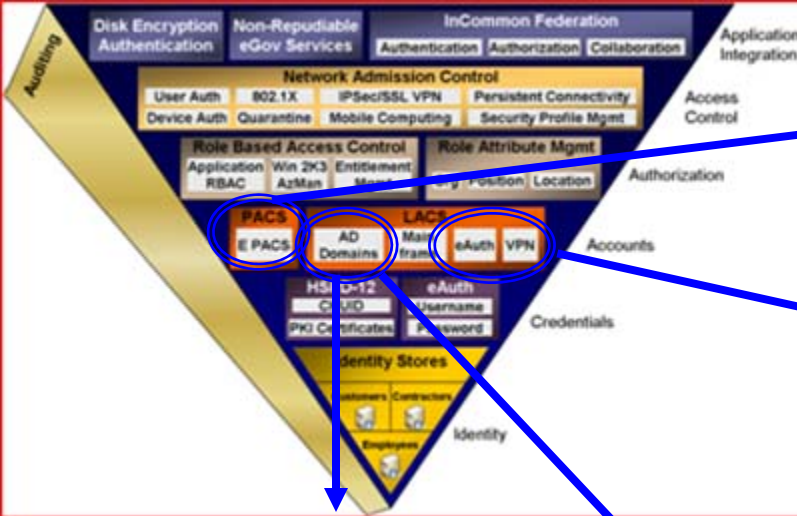 Auditing
Disk Encryption
Authentication
Non-Repudiable
eGov Services
InCommon Federation
Authentication
Authorization
Collaboration
Application
Integration
Network Admission Control
User Auth
802.1X
IPSec/SSL VPN
Persistent Connectivity
Device Auth
Quarantine
Mobile Computing
Security Profile Mgmt
Access
Control
Role Based Access Control
Application
RBAC
Win 2K3
AzMan
Entitlement
Role Attribute Mgmt
Position
Location
Authorization
PACS
E PACS
LACS
AD
Domains
eAuth
VPN
Accounts
PKI Certificates
eAuth
Username
Password
Credentials
Identity Stores
Customers
Contractors
Employees
Identity